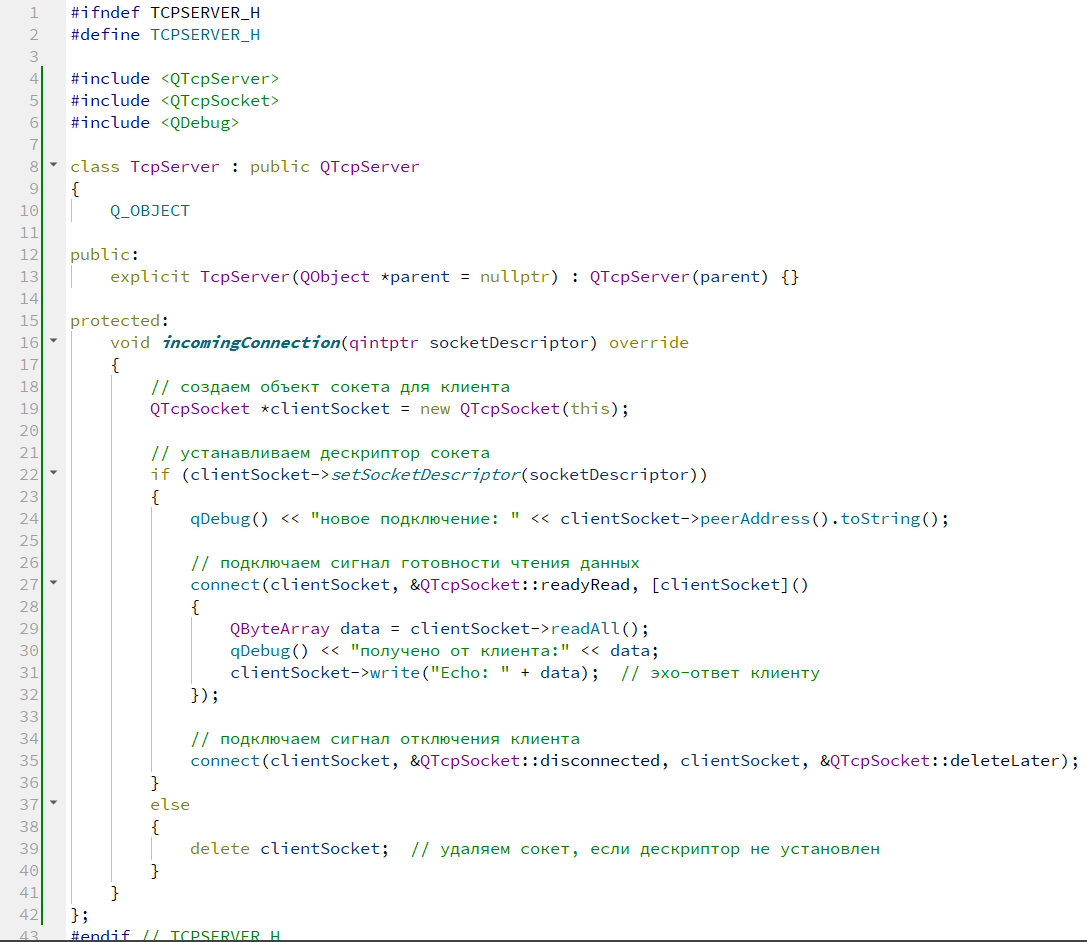 1 #ifndef TCPSERVER_H
2 #define TCPSERVER_H
3
4 #include <QTcpServer>
5 #include <QTcpSocket>
6 #include <QDebug>
7
8 class TcpServer : public QTcpServer
9 {
10     Q_OBJECT
11
12 public:
13     explicit TcpServer(QObject *parent = nullptr) : QTcpServer(parent) {}
14
15 protected:
16     void incomingConnection(qintptr socketDescriptor) override
17     {
18         // создаем объект сокета для клиента
19         QTcpSocket *clientSocket = new QTcpSocket(this);
20
21         // устанавливаем дескриптор сокета
22         if (clientSocket->setSocketDescriptor(socketDescriptor))
23         {
24             qDebug() << "новое подключение: " << clientSocket->peerAddress().toString();
25
26             // подключаем сигнал готовности чтения данных
27             connect(clientSocket, &QTcpSocket::readyRead, [clientSocket]()
28             {
29                 QByteArray data = clientSocket->readAll();
30                 qDebug() << "получено от клиента:" << data;
31                 clientSocket->write("Echo: " + data);  // эхо-ответ клиенту
32             });
33
34             // подключаем сигнал отключения клиента
35             connect(clientSocket, &QTcpSocket::disconnected, clientSocket, &QTcpSocket::deleteLater);
36         }
37         else
38         {
39             delete clientSocket;  // удаляем сокет, если дескриптор не установлен
40         }
41     }
42 };
43 #endif // TCPSERVER_H